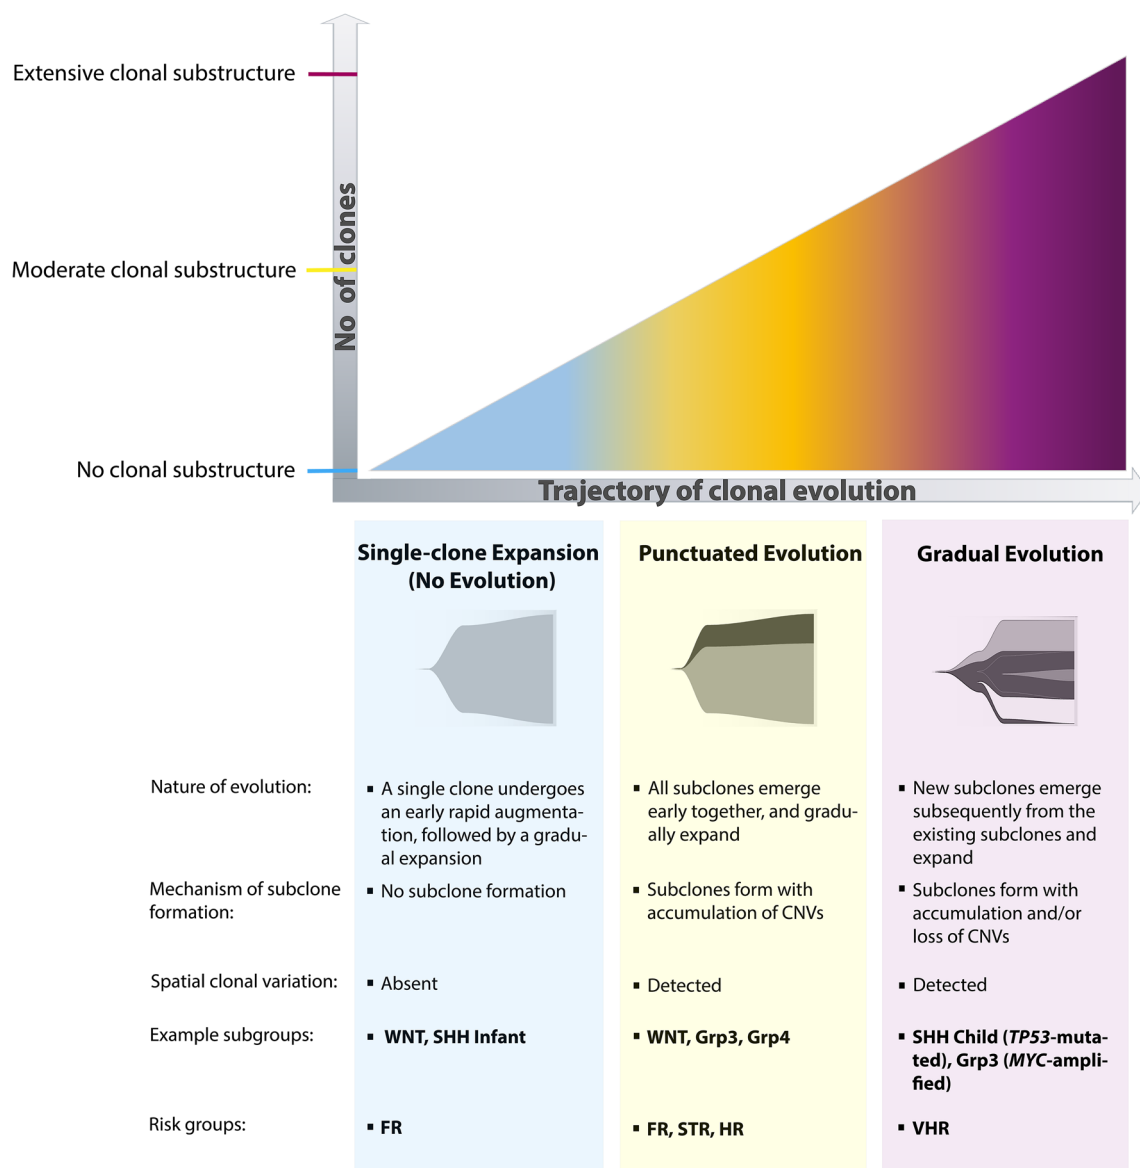 Extensive clonal substructure
Moderate clonal substructure
No clonal substructure
No of clones
Trajectory of clonal evolution
Single-clone Expansion
(No Evolution)
Punctuated Evolution
Gradual Evolution
Nature of evolution:
▪ A single clone undergoes
an early rapid augmenta-
tion, followed by a gradu-
al expansion
▪ All subclones emerge
early together, and gradu-
ally expand
▪ New subclones emerge
subsequently from the
existing subclones and
expand
Mechanism of subclone
formation:
▪ No subclone formation
▪ Subclones form with
accumulation of CNVs
▪ Subclones form with
accumulation and/or
loss of CNVs
Spatial clonal variation:
▪ Absent
▪ Detected
▪ Detected
Example subgroups:
▪ WNT, SHH Infant
▪ WNT, Grp3, Grp4
▪ SHH Child (TP53-muta-
ted), Grp3 (MYC-ampli-
fied)
Risk groups:
▪ FR
▪ FR, STR, HR
▪ VHR